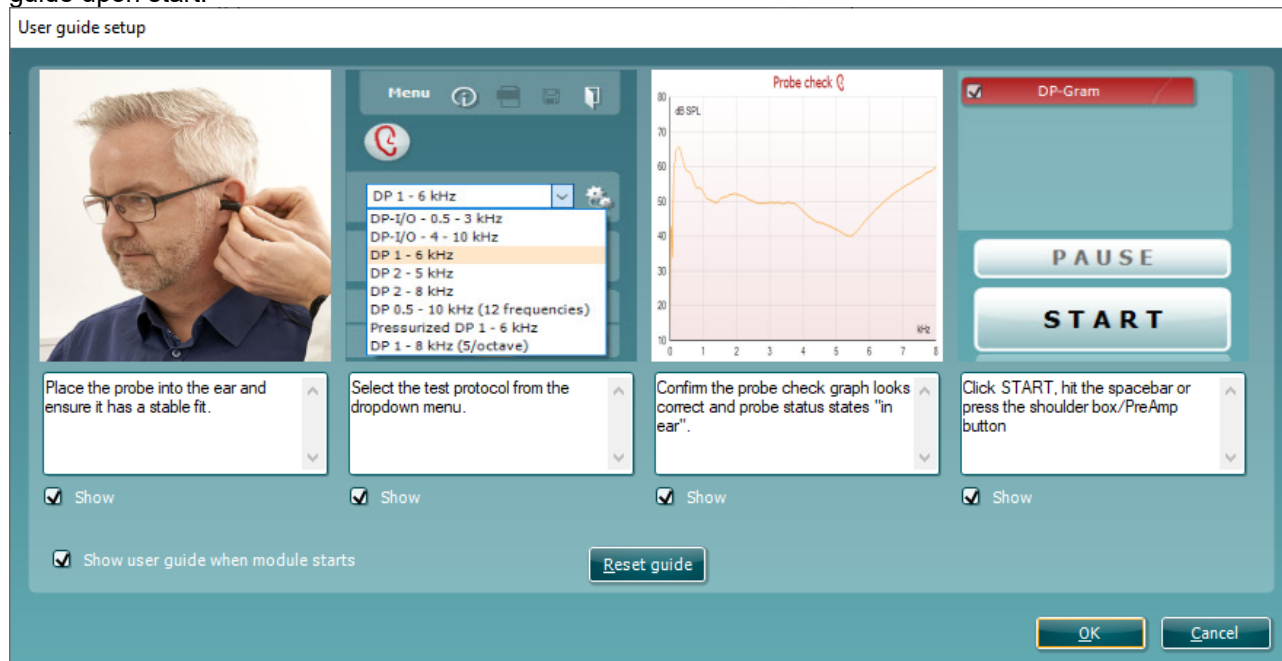 guide upon start.
User guide setup
Menu
DP 1 - 6 kHz
DP-I/O - 0.5 - 3 kHz
DP-I/O - 4 - 10 kHz
DP 1 - 6 kHz
DP 2 - 5 kHz
DP 2 - 8 kHz
DP 0.5 - 10 kHz (12 frequencies)
Pressurized DP 1 - 6 kHz
DP 1 - 8 kHz (5/octave)
Probe check
80
dB SPL
70
60
50
40
30
20
10
kHz
0 1 2 3 4 5 6 7 8
DP-Gram
PAUSE
START
Place the probe into the ear and
ensure it has a stable fit.
Select the test protocol from the
dropdown menu.
Confirm the probe check graph looks
correct and probe status states "in
ear".
Click START, hit the spacebar or
press the shoulder box/PreAmp
button
Show
Show
Show
Show
Show user guide when module starts
Reset guide
OK
Cancel